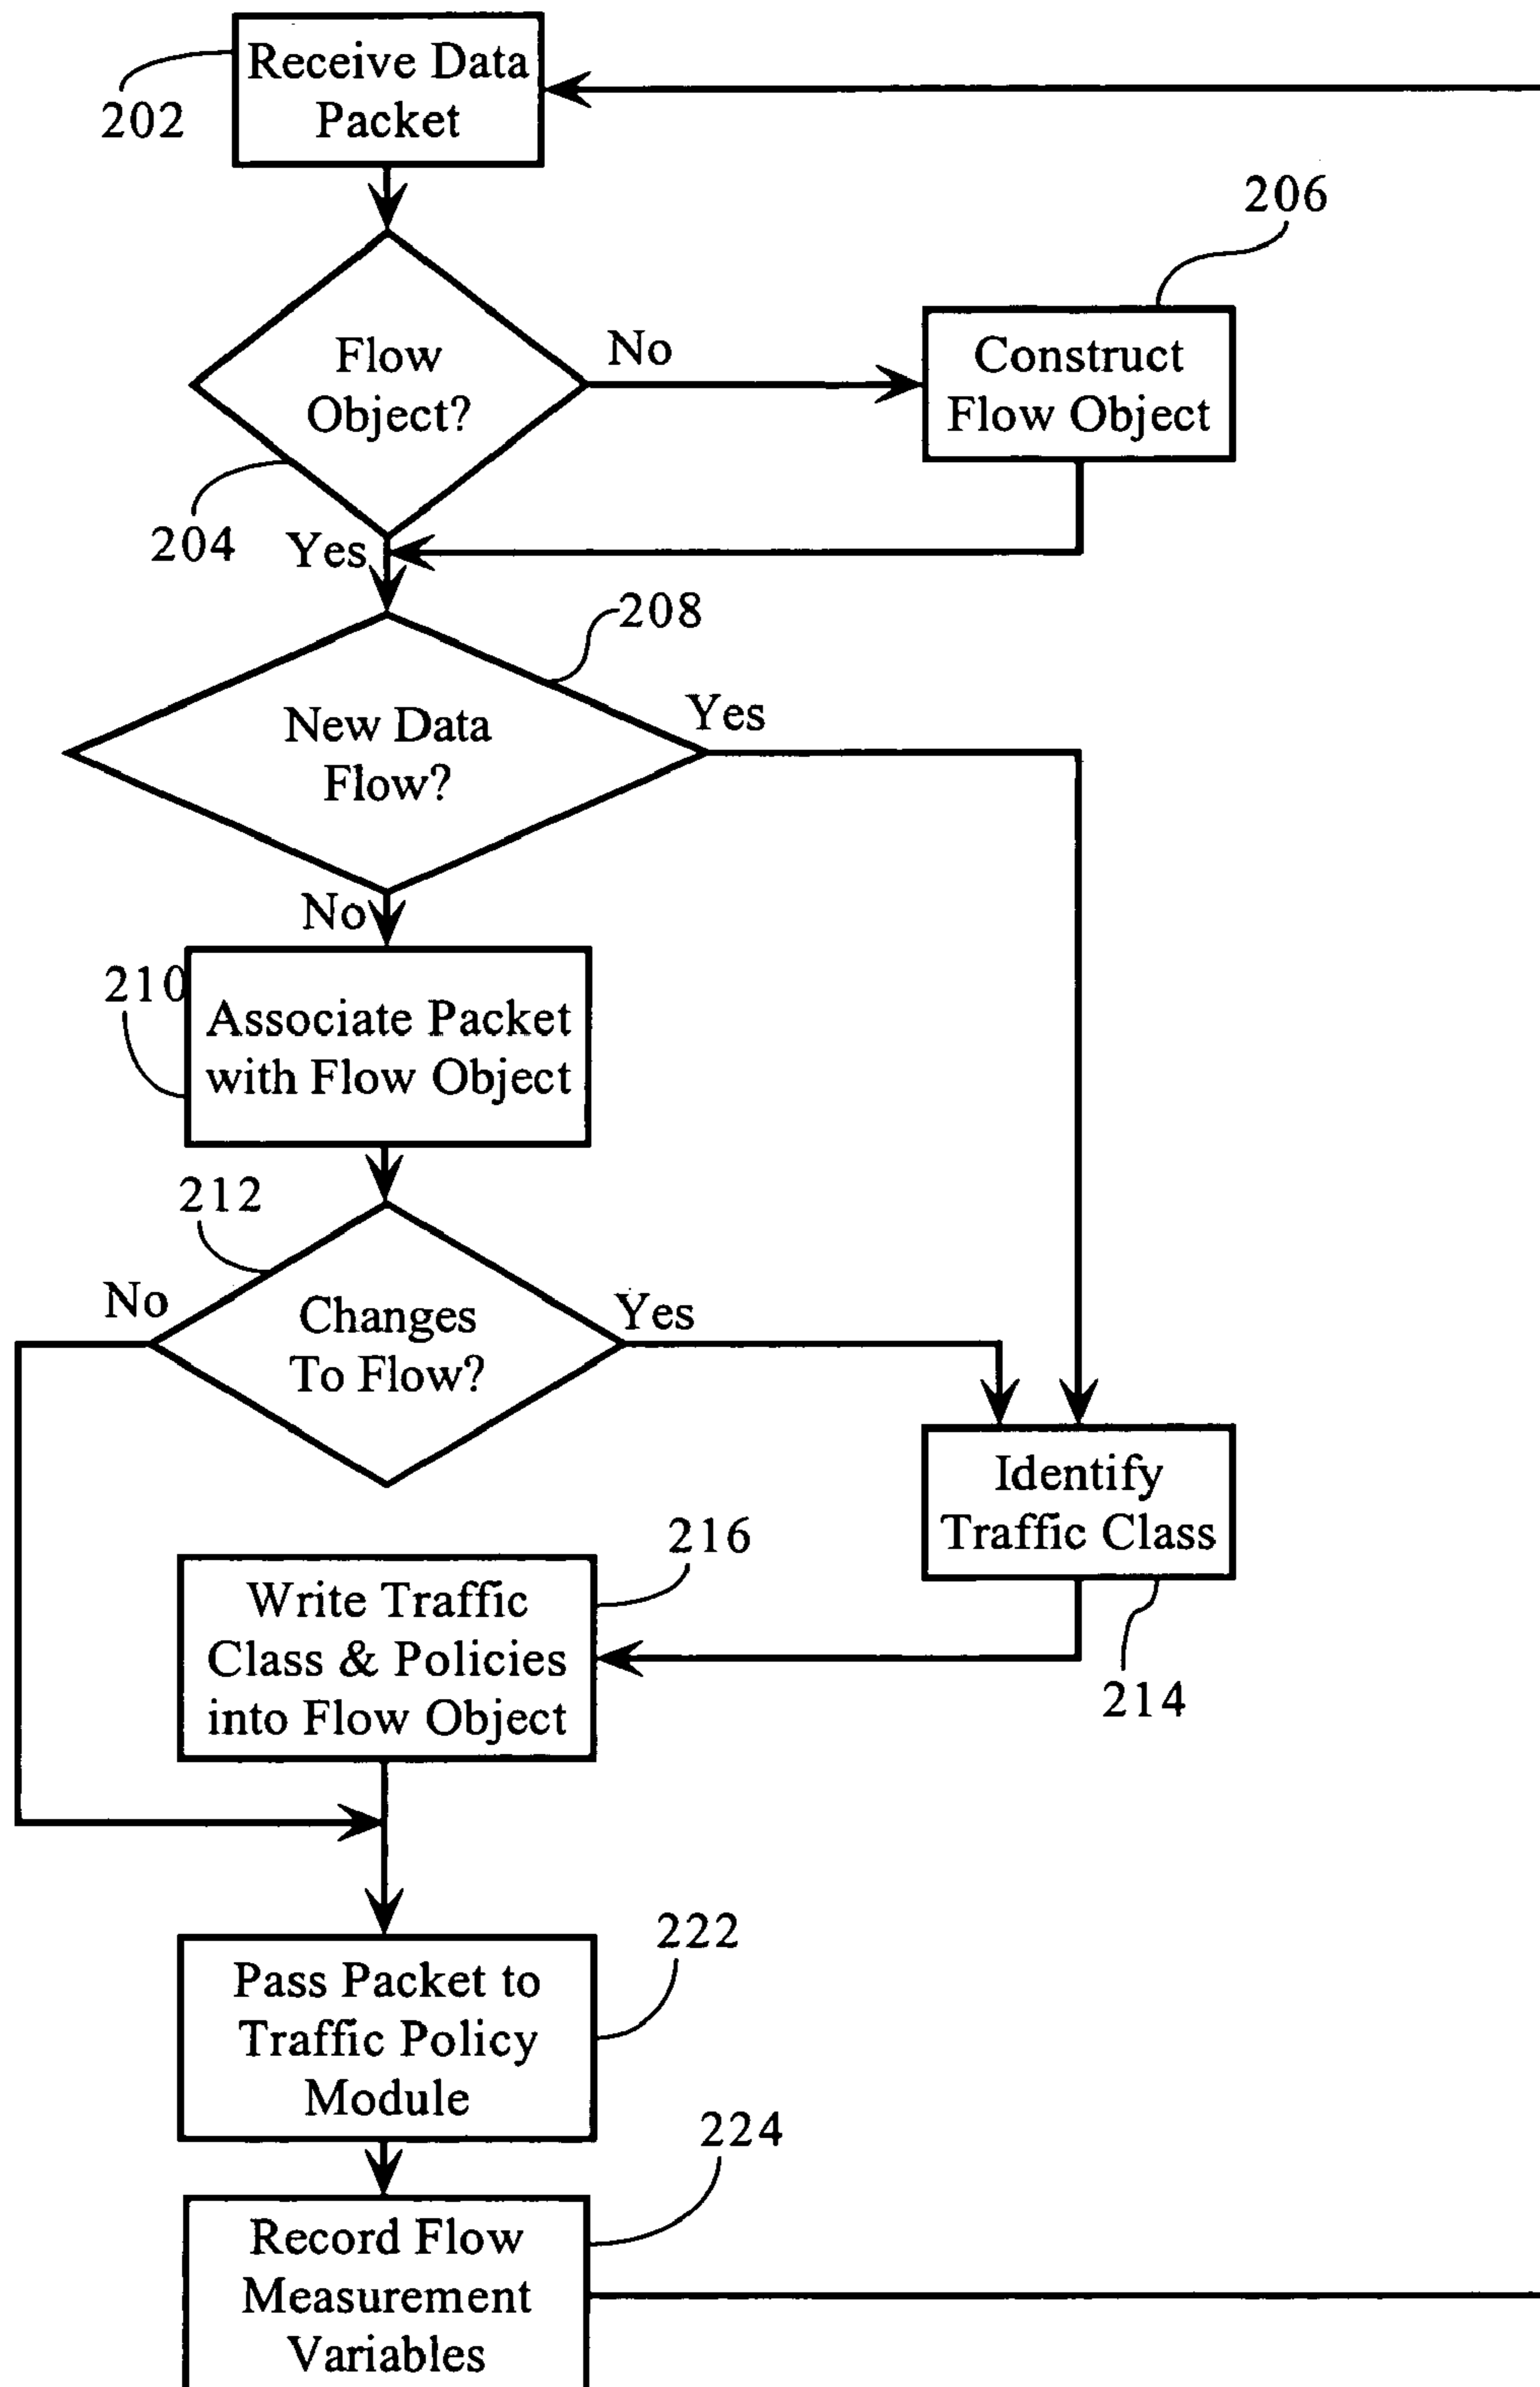 Receive Data
Packet
202
206
Flow
Object?
No
Construct
Flow Object
204
Yes
208
New Data
Flow?
Yes
No
210
Associate Packet
with Flow Object
212
No
Changes
To Flow?
Yes
Identify
Traffic Class
216
Write Traffic
Class & Policies
into Flow Object
214
222
Pass Packet to
Traffic Policy
Module
224
Record Flow
Measurement
Variables